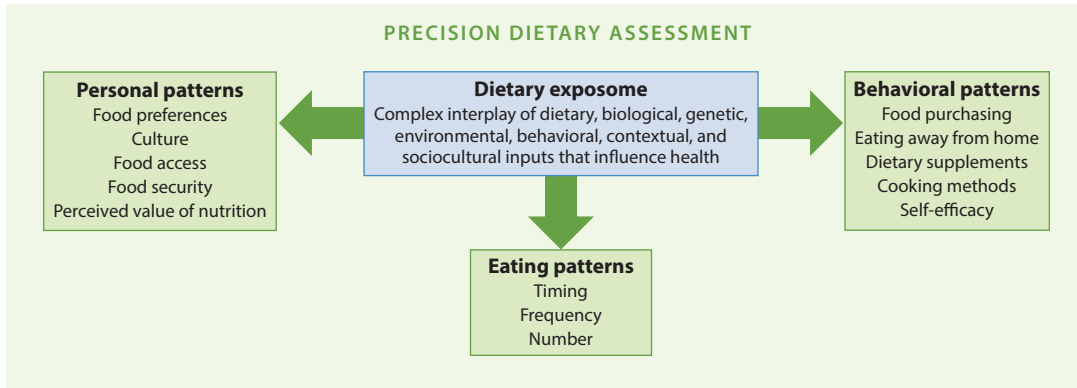 PRECISION DIETARY ASSESSMENT
Personal patterns
Food preferences
Culture
Food access
Food security
Perceived value of nutrition
Dietary exposome
Complex interplay of dietary, biological, genetic,
environmental, behavioral, contextual, and
sociocultural inputs that influence health
Behavioral patterns
Food purchasing
Eating away from home
Dietary supplements
Cooking methods
Self-efficacy
Eating patterns
Timing
Frequency
Number